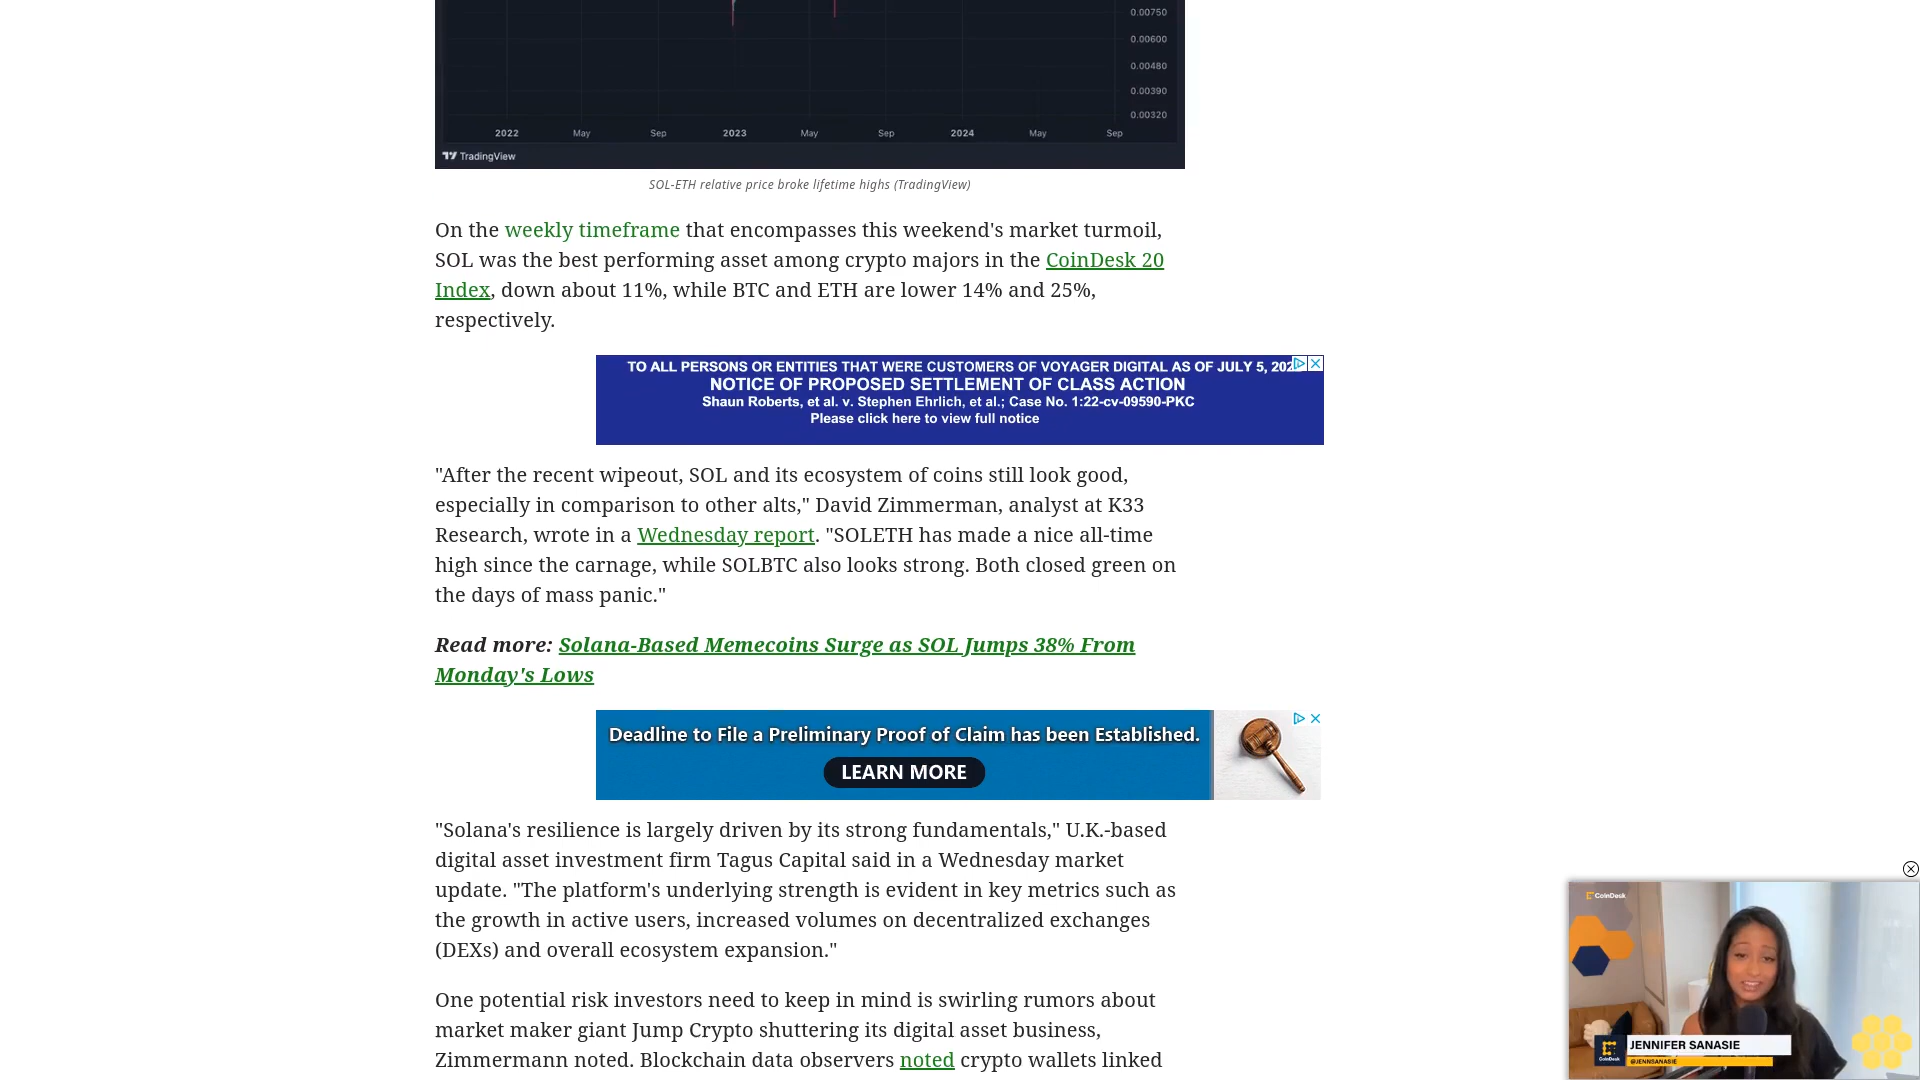 0.00750
0.00600
0.00480
0.00390
0.00320
2022 May Sep 2023 May Sep 2024 May Sep
TradingView
SOL-ETH relative price broke lifetime highs (TradingView)
On the weekly timeframe that encompasses this weekend's market turmoil,
SOL was the best performing asset among crypto majors in the CoinDesk 20
Index, down about 11%, while BTC and ETH are lower 14% and 25%,
respectively.
TO ALL PERSONS OR ENTITIES THAT WERE CUSTOMERS OF VOYAGER DIGITAL AS OF JULY 5,
NOTICE OF PROPOSED SETTLEMENT OF CLASS ACTION
Shaun Roberts, et al. v. Stephen Ehrlich, et al.; Case No. 1:22-cv-09590-PKC
Please click here to view full notice
"After the recent wipeout, SOL and its ecosystem of coins still look good,
especially in comparison to other alts," David Zimmerman, analyst at K33
Research, wrote in a Wednesday report. "SOLETH has made a nice all-time
high since the carnage, while SOLBTC also looks strong. Both closed green on
the days of mass panic."
Read more: Solana-Based Memecoins Surge as SOL Jumps 38% From
Monday's Lows
Deadline to File a Preliminary Proof of Claim has been Established.
LEARN MORE
"Solana's resilience is largely driven by its strong fundamentals," U.K.-based
digital asset investment firm Tagus Capital said in a Wednesday market
update. "The platform's underlying strength is evident in key metrics such as
the growth in active users, increased volumes on decentralized exchanges
(DEXs) and overall ecosystem expansion."
One potential risk investors need to keep in mind is swirling rumors about
market maker giant Jump Crypto shuttering its digital asset business,
Zimmermann noted. Blockchain data observers noted crypto wallets linked
CoinDesk
JENNIFER SANASIE
CoinDesk
@JENNSANASIE